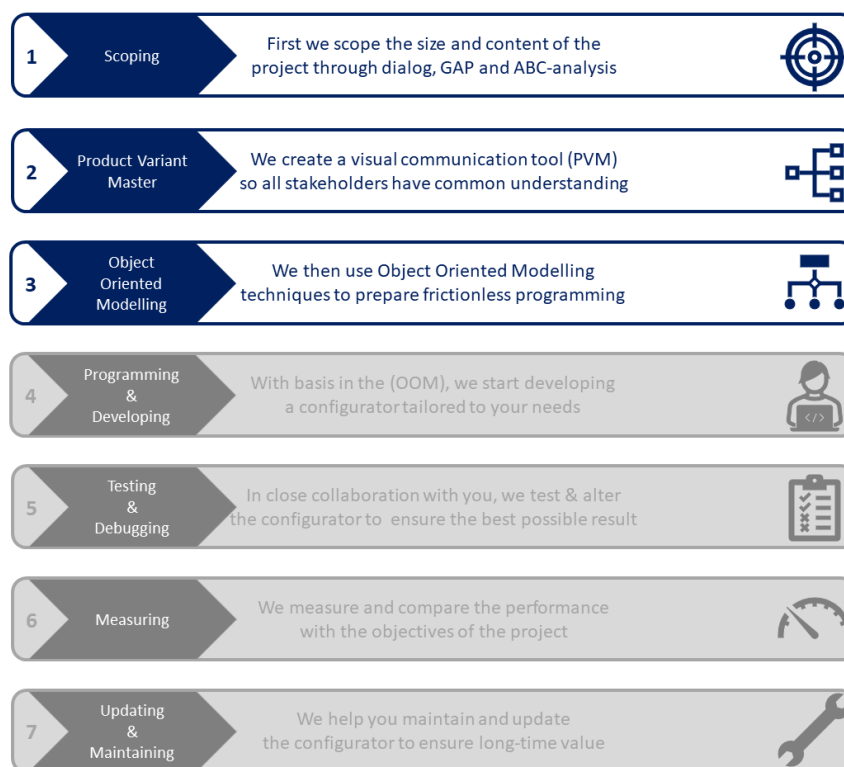 1
Scoping
First we scope the size and content of the
project through dialog, GAP and ABC-analysis
2
Product Variant
Master
We create a visual communication tool (PVM)
so all stakeholders have common understanding
3
Object
Oriented
Modelling
We then use Object Oriented Modelling
techniques to prepare frictionless programming
4
Programming
&
Developing
With basis in the (OOM), we start developing
a configurator tailored to your needs
</>
5
Testing
&
Debugging
In close collaboration with you, we test & alter
the configurator to ensure the best possible result
6
Measuring
We measure and compare the performance
with the objectives of the project
7
Updating
&
Maintaining
We help you maintain and update
the configurator to ensure long-time value